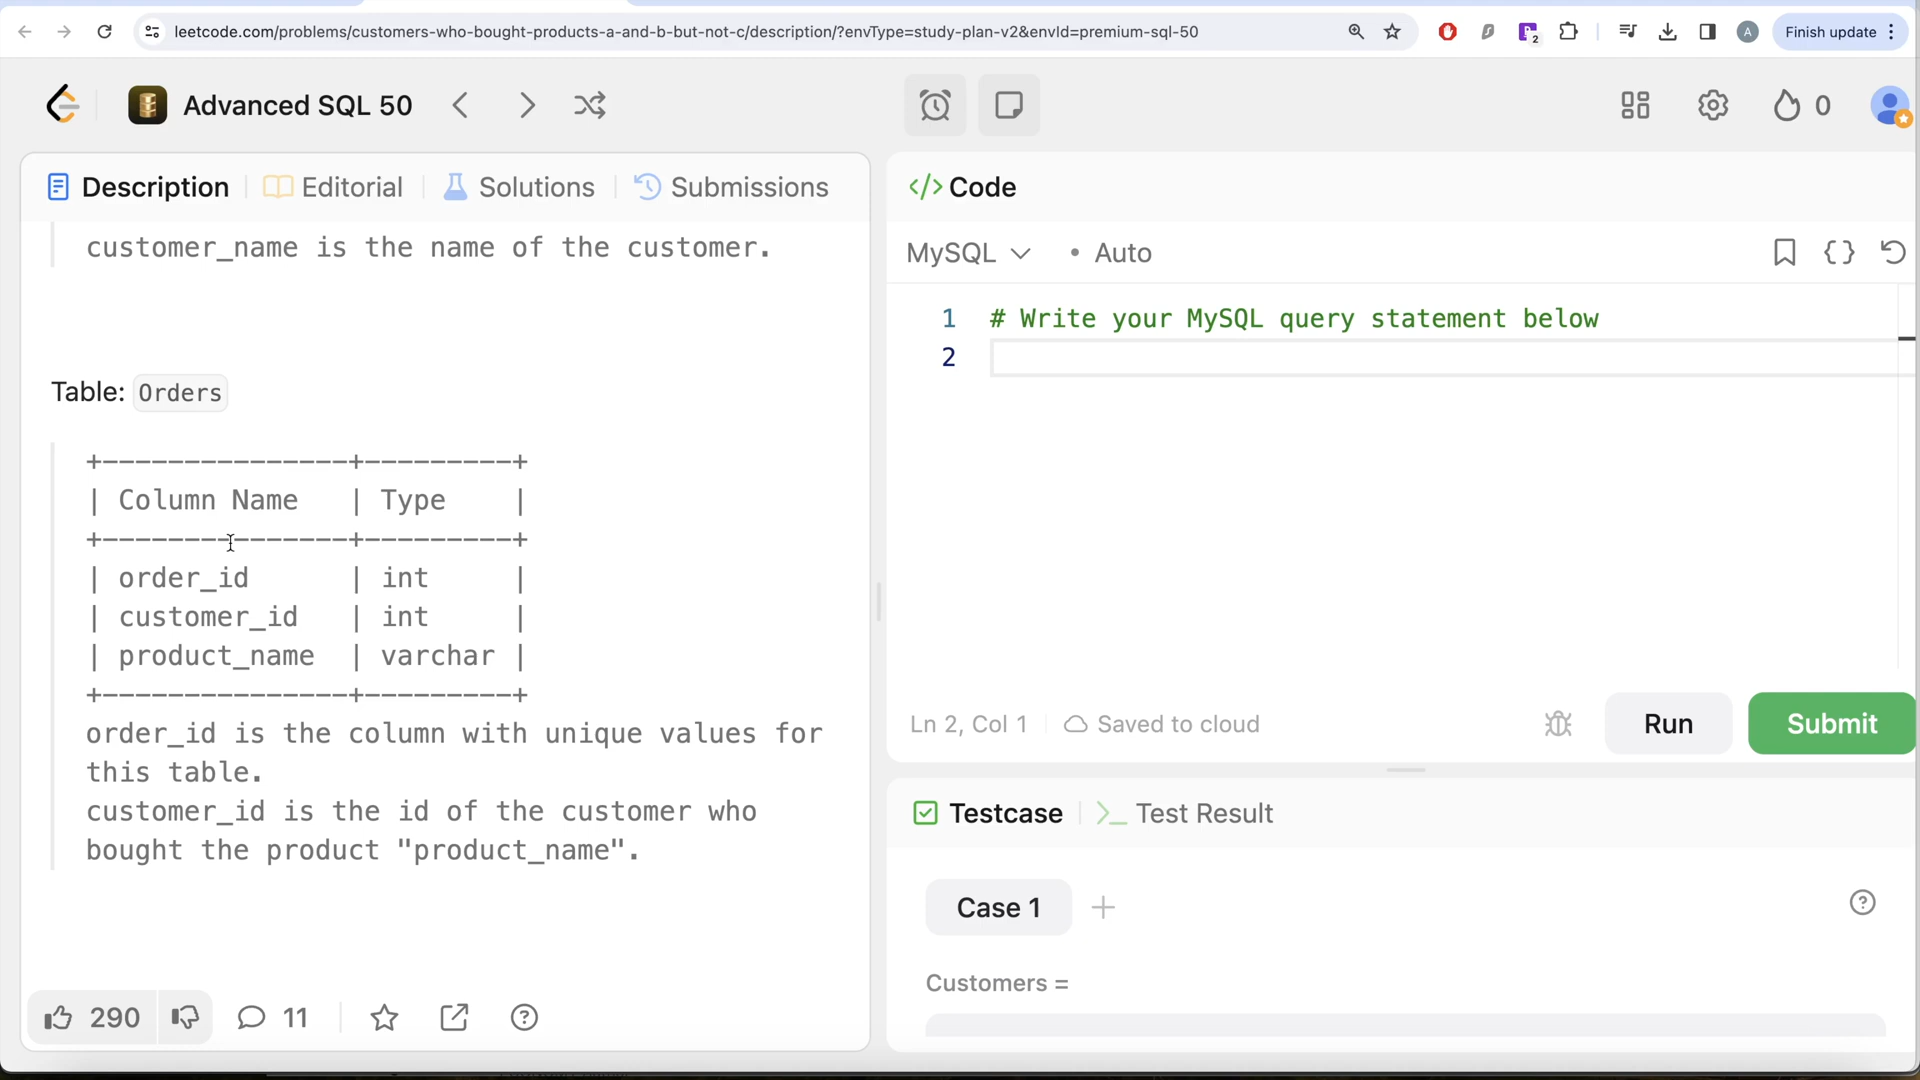 leetcode.com/problems/customers-who-bought-products-a-and-b-but-not-c/description/?envType=study-plan-v2&envId=premium-sql-50
2
A
Finish update
Advanced SQL 50
0
Description
Editorial
Solutions
Submissions
customer_name is the name of the customer.
Table: Orders
+---------------+---------+
| Column Name   | Type    |
+---------------+---------+
| order_id      | int     |
| customer_id   | int     |
| product_name  | varchar |
+---------------+---------+
order_id is the column with unique values for
this table.
customer_id is the id of the customer who
bought the product "product_name".
290
11
</> Code
MySQL
• Auto
1 # Write your MySQL query statement below
2
Ln 2, Col 1
Saved to cloud
Run
Submit
Testcase
Test Result
Case 1
Customers =